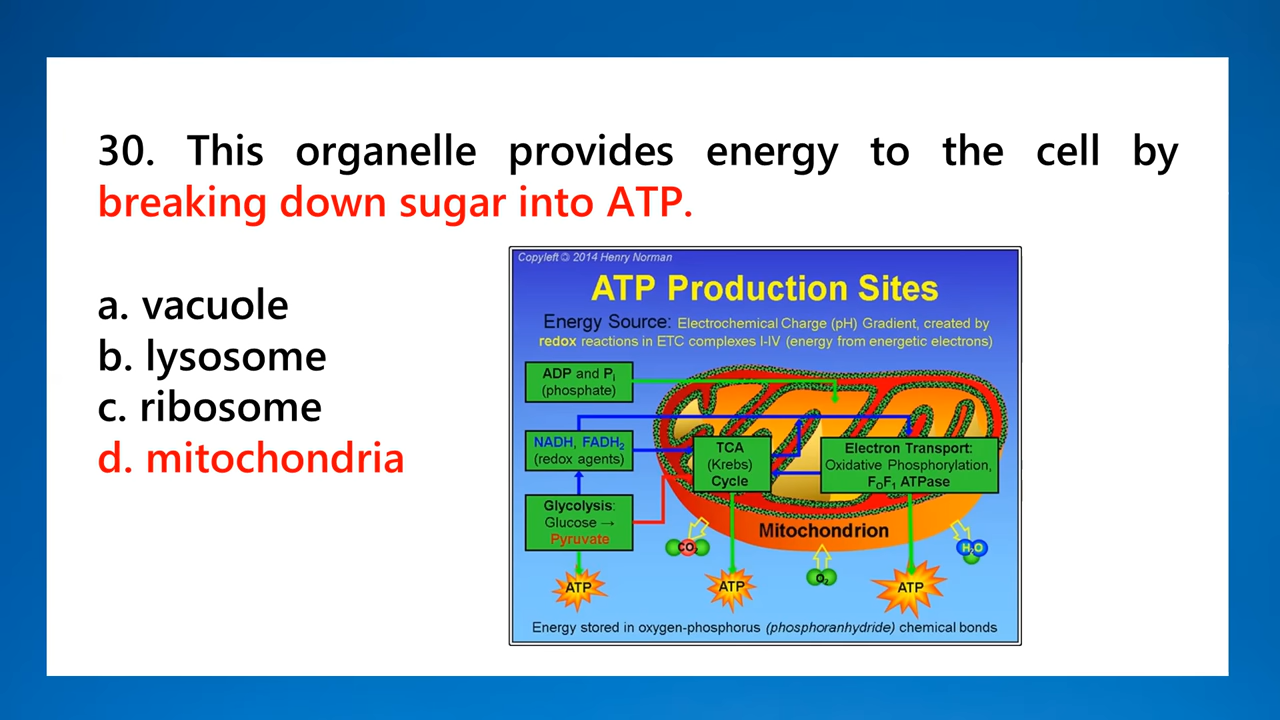 30. This organelle provides energy to the cell by
breaking down sugar into ATP.
a. vacuole
b. lysosome
c. ribosome
d. mitochondria
Copyleft 🄯 2014 Henry Norman
ATP Production Sites
Energy Source: Electrochemical Charge (pH) Gradient, created by
redox reactions in ETC complexes I-IV (energy from energetic electrons)
ADP and Pi
(phosphate)
NADH, FADH₂
(redox agents)
Glycolysis:
Glucose →
Pyruvate
TCA
(Krebs)
Cycle
Electron Transport:
Oxidative Phosphorylation,
FOF₁ ATPase
Mitochondrion
CO₂
O₂
H₂O
ATP
ATP
ATP
Energy stored in oxygen-phosphorus (phosphoranhydride) chemical bonds